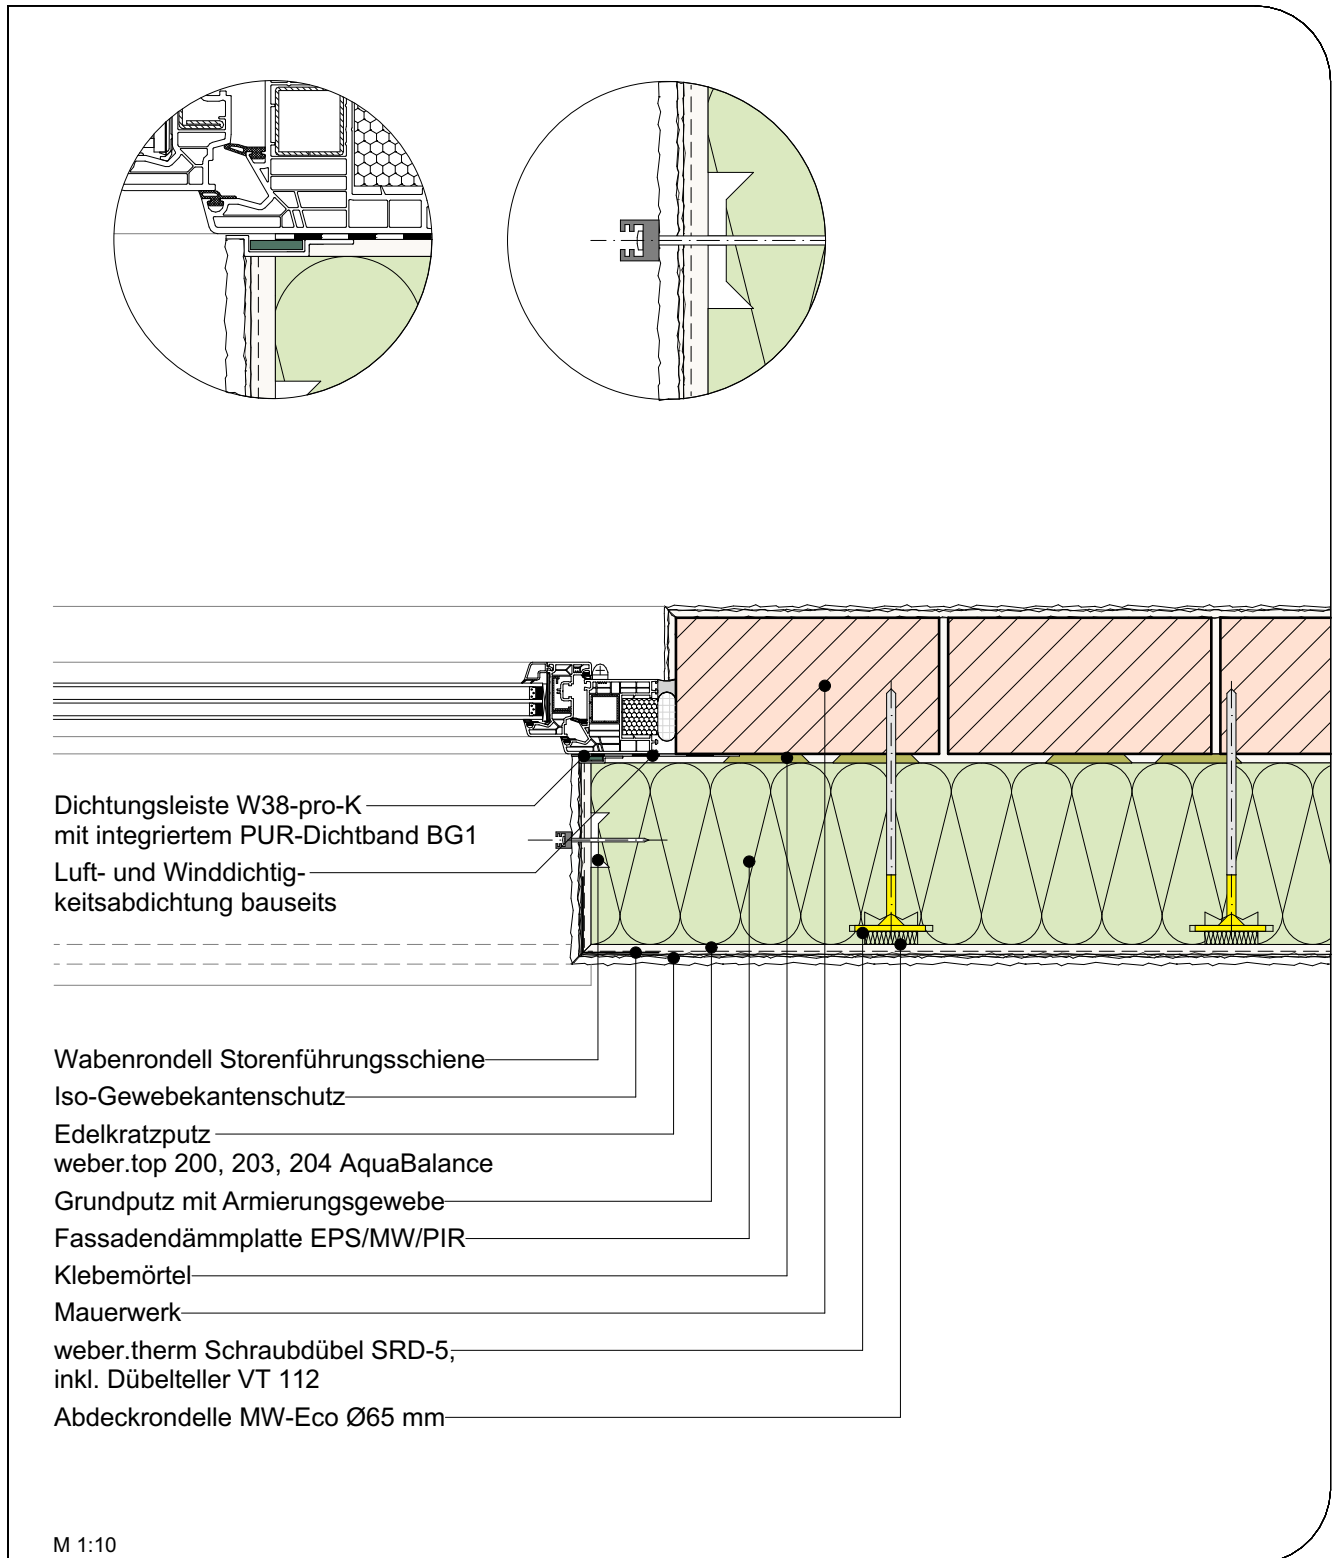 Dichtungsleiste W38-pro-K
mit integriertem PUR-Dichtband BG1
Luft- und Winddichtig-
keitsabdichtung bauseits
Wabenrondell Storenführungsschiene
Iso-Gewebekantenschutz
Edelkratzputz
weber.top 200, 203, 204 AquaBalance
Grundputz mit Armierungsgewebe
Fassadendämmplatte EPS/MW/PIR
Klebemörtel
Mauerwerk
weber.therm Schraubdübel SRD-5,
inkl. Dübelteller VT 112
Abdeckrondelle MW-Eco Ø65 mm
M 1:10